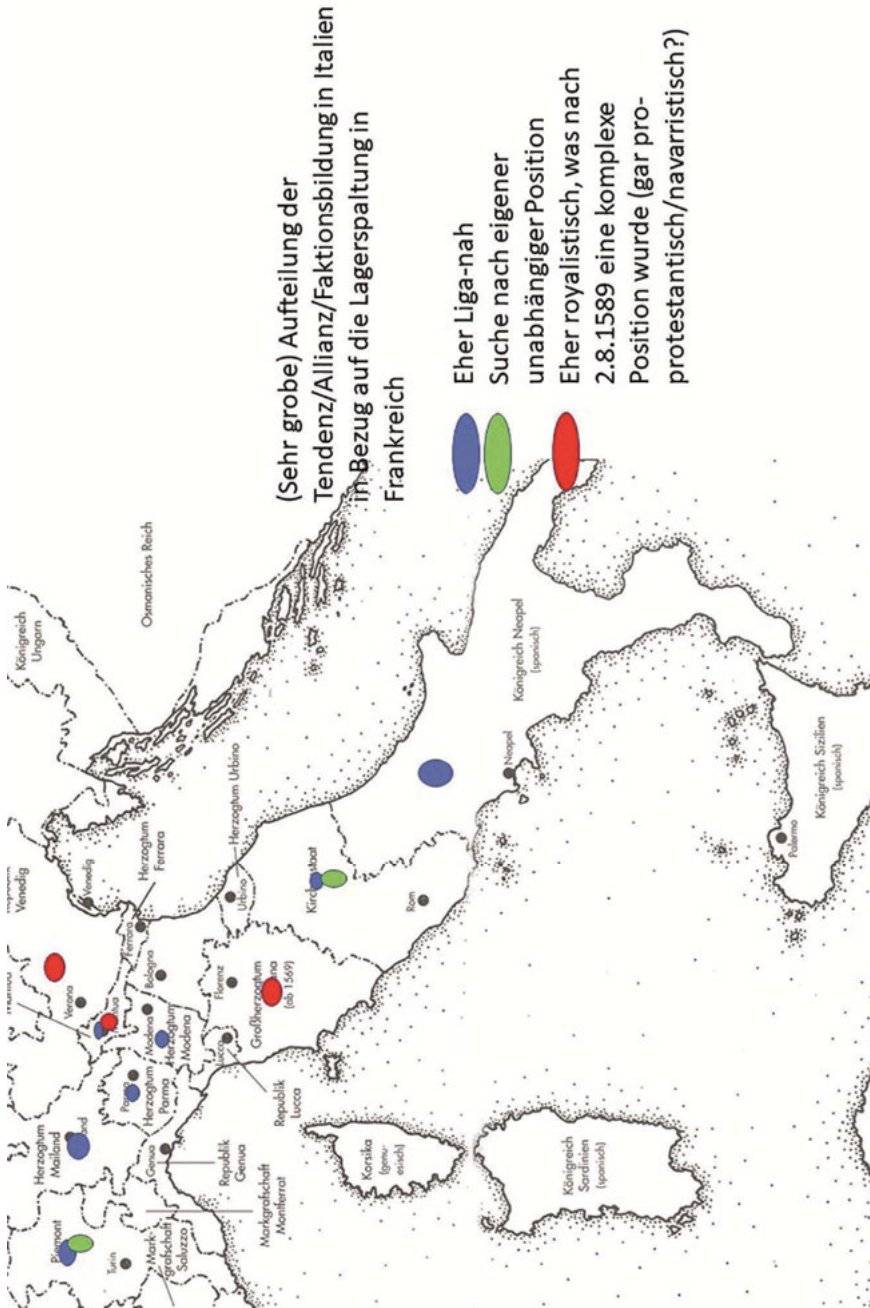 (Sehr grobe) Aufteilung der
Tendenz/Allianz/Faktionsbildung in Italien
in Bezug auf die Lagerspaltung in
Frankreich
Eher Liga-nah
Suche nach eigener
unabhängiger Position
Eher royalistisch, was nach
2.8.1589 eine komplexe
Position wurde (gar pro-
protestantisch/navarristisch?)
Königreich
Ungarn
Osmanisches Reich
Venedig
Venedig
Herzogtum
Ferrara
Ferrara
Verona
Bologna
Modena
Herzogtum
Modena
Herzogtum
Parma
Herzogtum
Mailand
Genua
Republik
Genua
Piemont
Turin
Mark-
grafschaft
Saluzzo
Markgrafschaft
Montferrat
Republik
Lucca
Lucca
Florenz
Großherzogtum
(ab 1569)
Herzogtum Urbino
Urbino
Rom
Königreich Neapel
(spanisch)
Neapel
Korsika
(genu-
esisch)
Königreich
Sardinien
(spanisch)
Palermo
Königreich Sizilien
(spanisch)